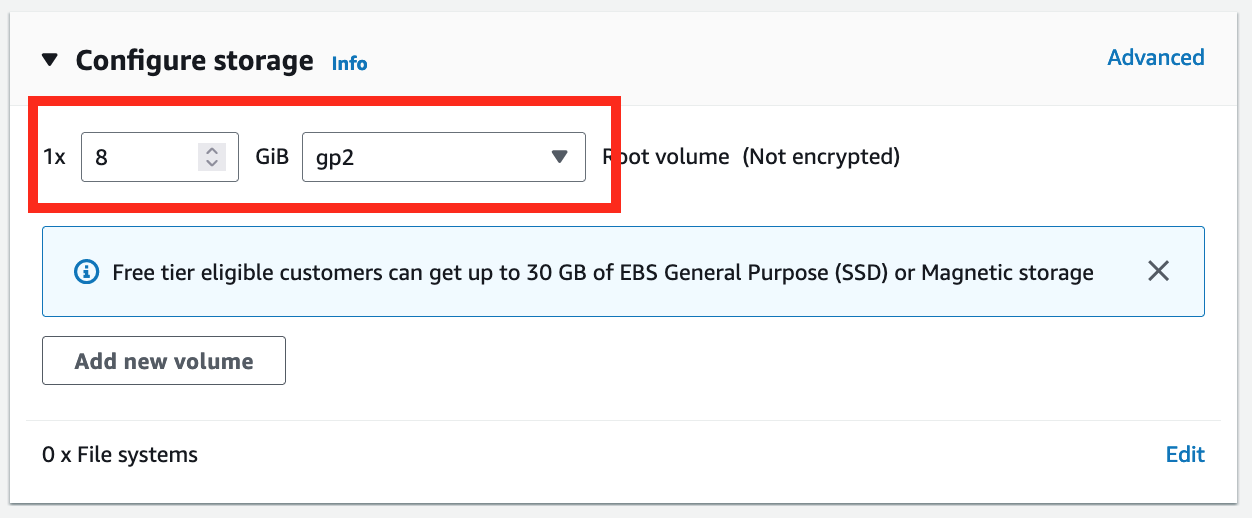 Configure storage Info Advanced
1x 8 GiB gp2 Root volume (Not encrypted)
Free tier eligible customers can get up to 30 GB of EBS General Purpose (SSD) or Magnetic storage
Add new volume
0 x File systems Edit